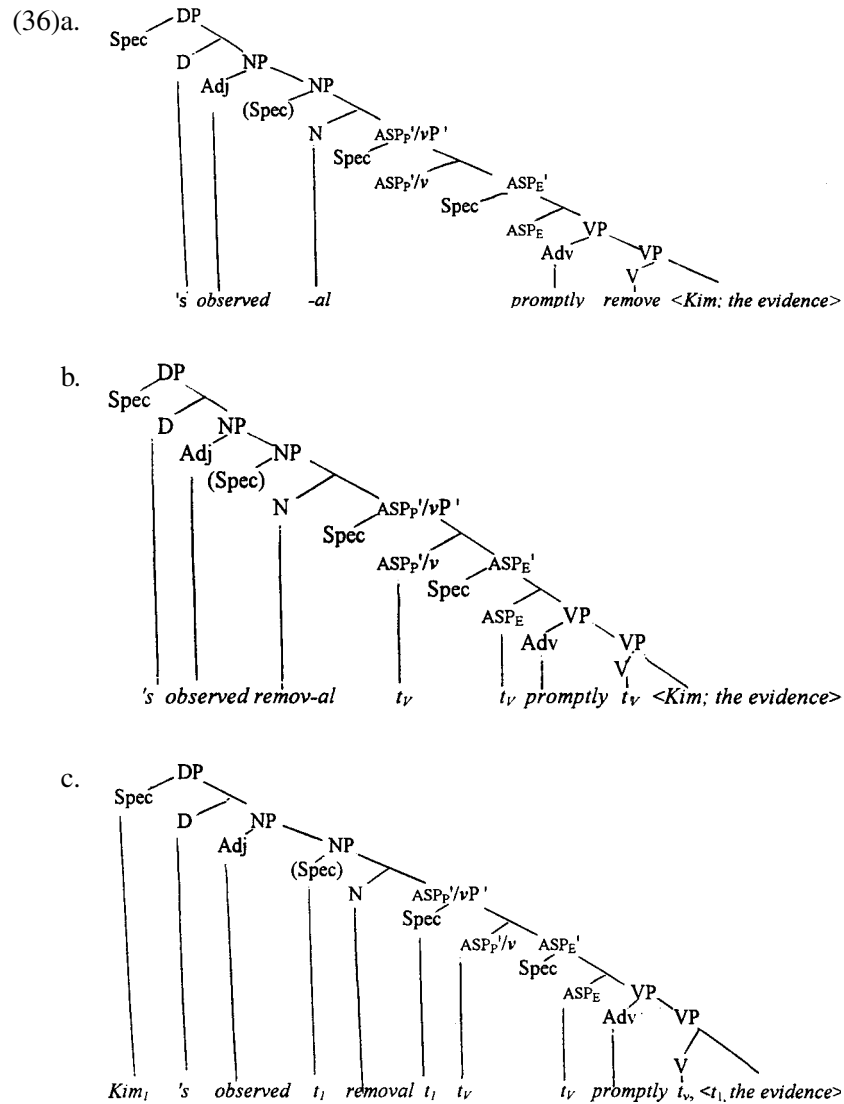 (36)a.
DP
Spec
D
NP
Adj
NP
(Spec)
N
ASPP'/vP'
Spec
ASPP'/v
ASPE'
Spec
ASPE
VP
Adv
VP
V
's observed -al promptly remove <Kim; the evidence>
b.
DP
Spec
D
NP
Adj
NP
(Spec)
N
ASPP'/vP'
Spec
ASPP'/v
ASPE'
Spec
ASPE
VP
Adv
VP
V
's observed remov-al tV tV promptly tV <Kim; the evidence>
c.
DP
Spec
D
NP
Adj
NP
(Spec)
N
ASPP'/vP'
Spec
ASPP'/v
ASPE'
Spec
ASPE
VP
Adv
VP
V
Kim1 's observed t1 removal t1 tV tV promptly tv, <t1, the evidence>